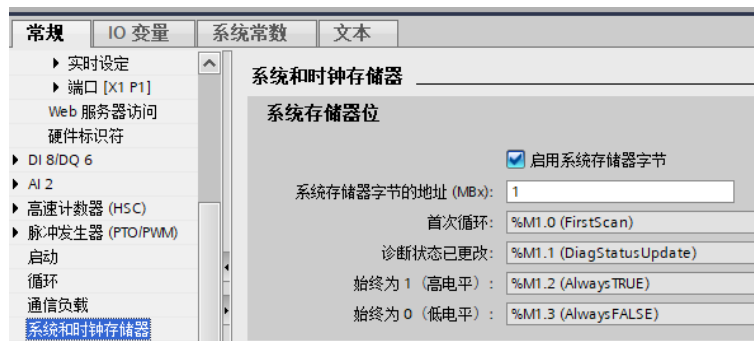 常规 IO 变量 系统常数 文本
实时设定
端口 [X1 P1]
Web 服务器访问
硬件标识符
DI 8/DQ 6
AI 2
高速计数器 (HSC)
脉冲发生器 (PTO/PWM)
启动
循环
通信负载
系统和时钟存储器
系统和时钟存储器
系统存储器位
启用系统存储器字节
系统存储器字节的地址 (MBx): 1
首次循环: %M1.0 (FirstScan)
诊断状态已更改: %M1.1 (DiagStatusUpdate)
始终为 1（高电平）: %M1.2 (AlwaysTRUE)
始终为 0（低电平）: %M1.3 (AlwaysFALSE)